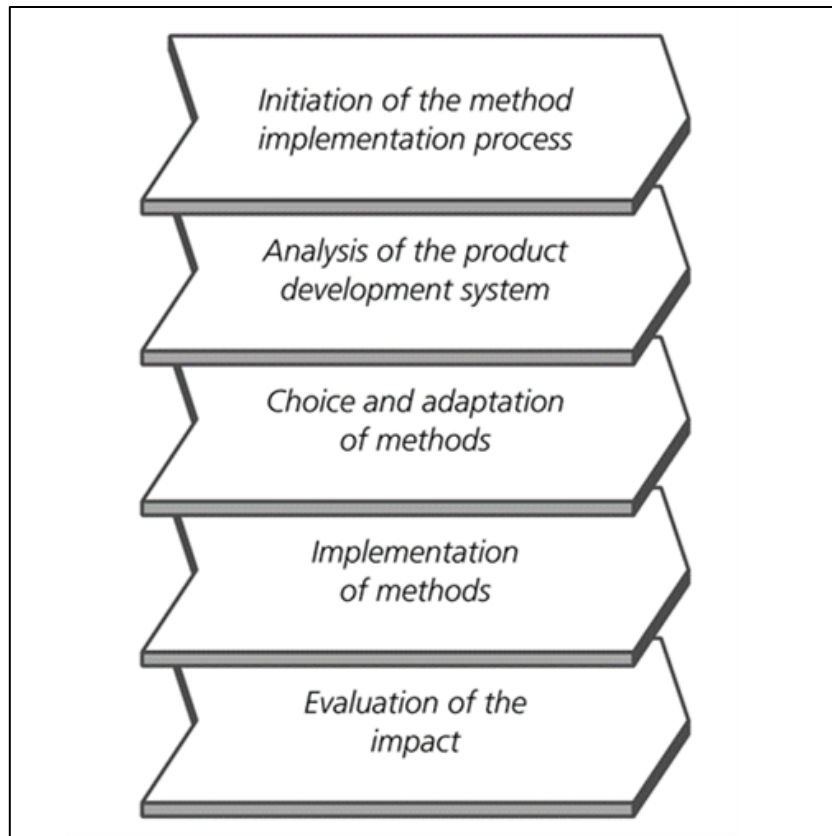 Initiation of the method
implementation process
Analysis of the product
development system
Choice and adaptation
of methods
Implementation
of methods
Evaluation of the
impact